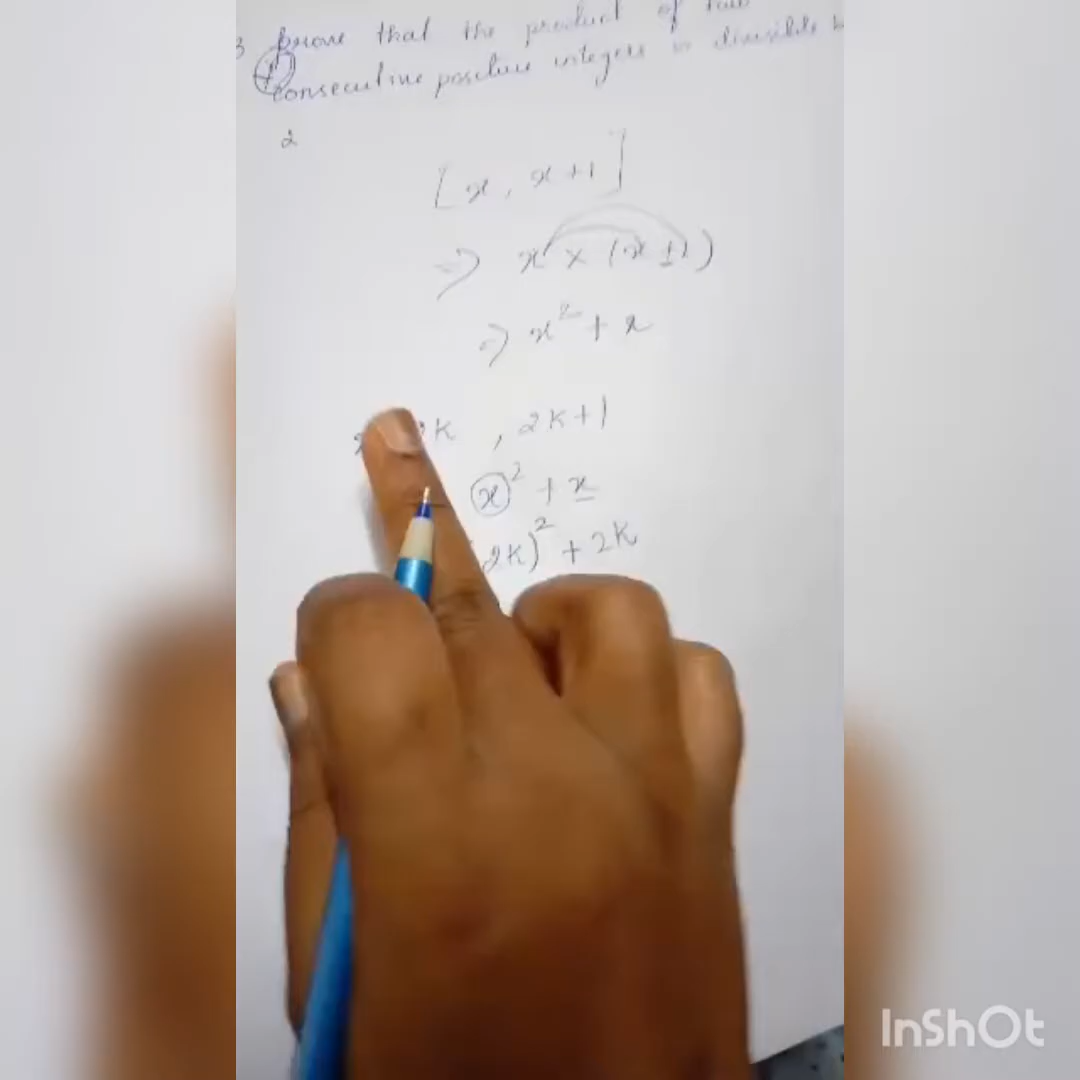 3 prove that the product of two
(1) consecutive positive integers is divisible b
2
[x, x+1]
⇒ x × (x+1)
⇒ x² + x
2k , 2k+1
x² + x
2k)² + 2k
InShOt